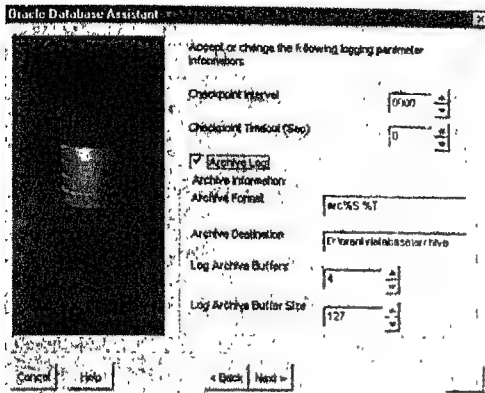 Oracle Database Assistant
Accept or change the following logging parameter
information:
Checkpoint Interval
Checkpoint Timeout (Sec)
0
Archive Log
Archive Information:
Archive Format
arc%S.%T
Archive Destination
Log Archive Buffers
4
Log Archive Buffer Size
127
Cancel Help < Back Next >